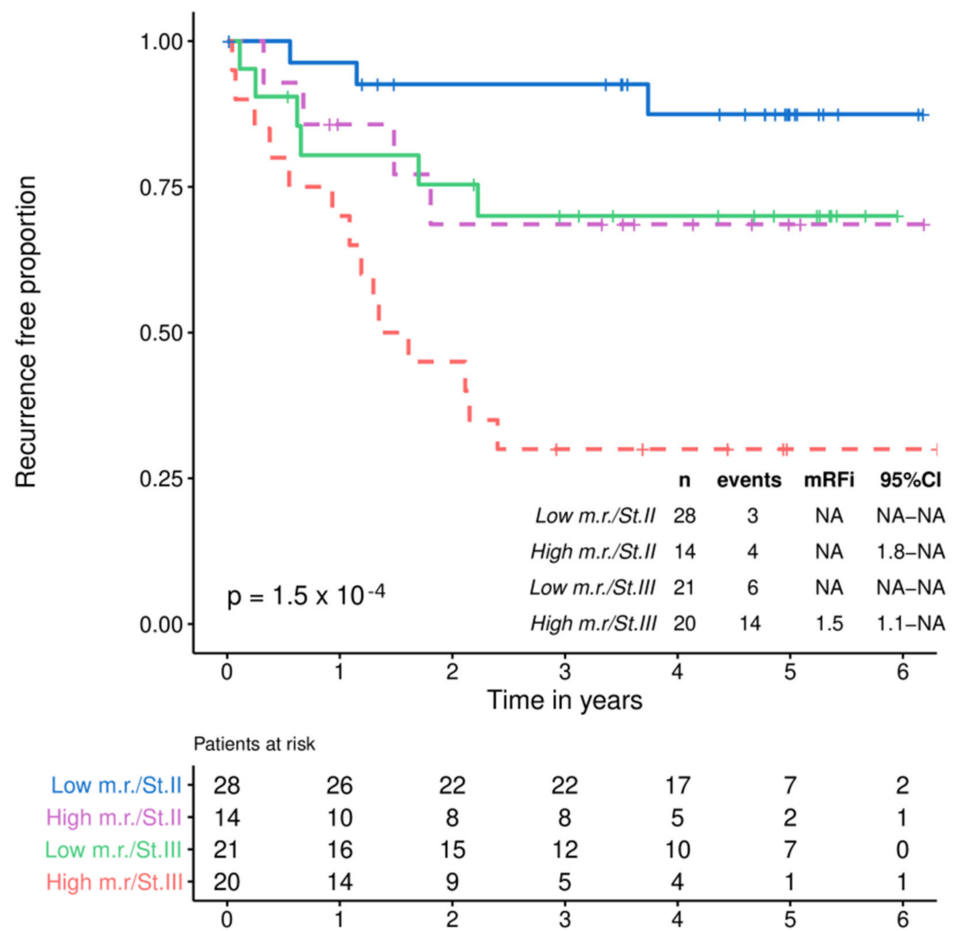 1.00
0.75
0.50
0.25
0.00
Recurrence free proportion
n events mRFi 95%CI
Low m.r./St.II 28 3 NA NA–NA
High m.r./St.II 14 4 NA 1.8–NA
Low m.r./St.III 21 6 NA NA–NA
High m.r/St.III 20 14 1.5 1.1–NA
p = 1.5 x 10-4
0 1 2 3 4 5 6
Time in years
Patients at risk
Low m.r./St.II 28 26 22 22 17 7 2
High m.r./St.II 14 10 8 8 5 2 1
Low m.r./St.III 21 16 15 12 10 7 0
High m.r/St.III 20 14 9 5 4 1 1
0 1 2 3 4 5 6